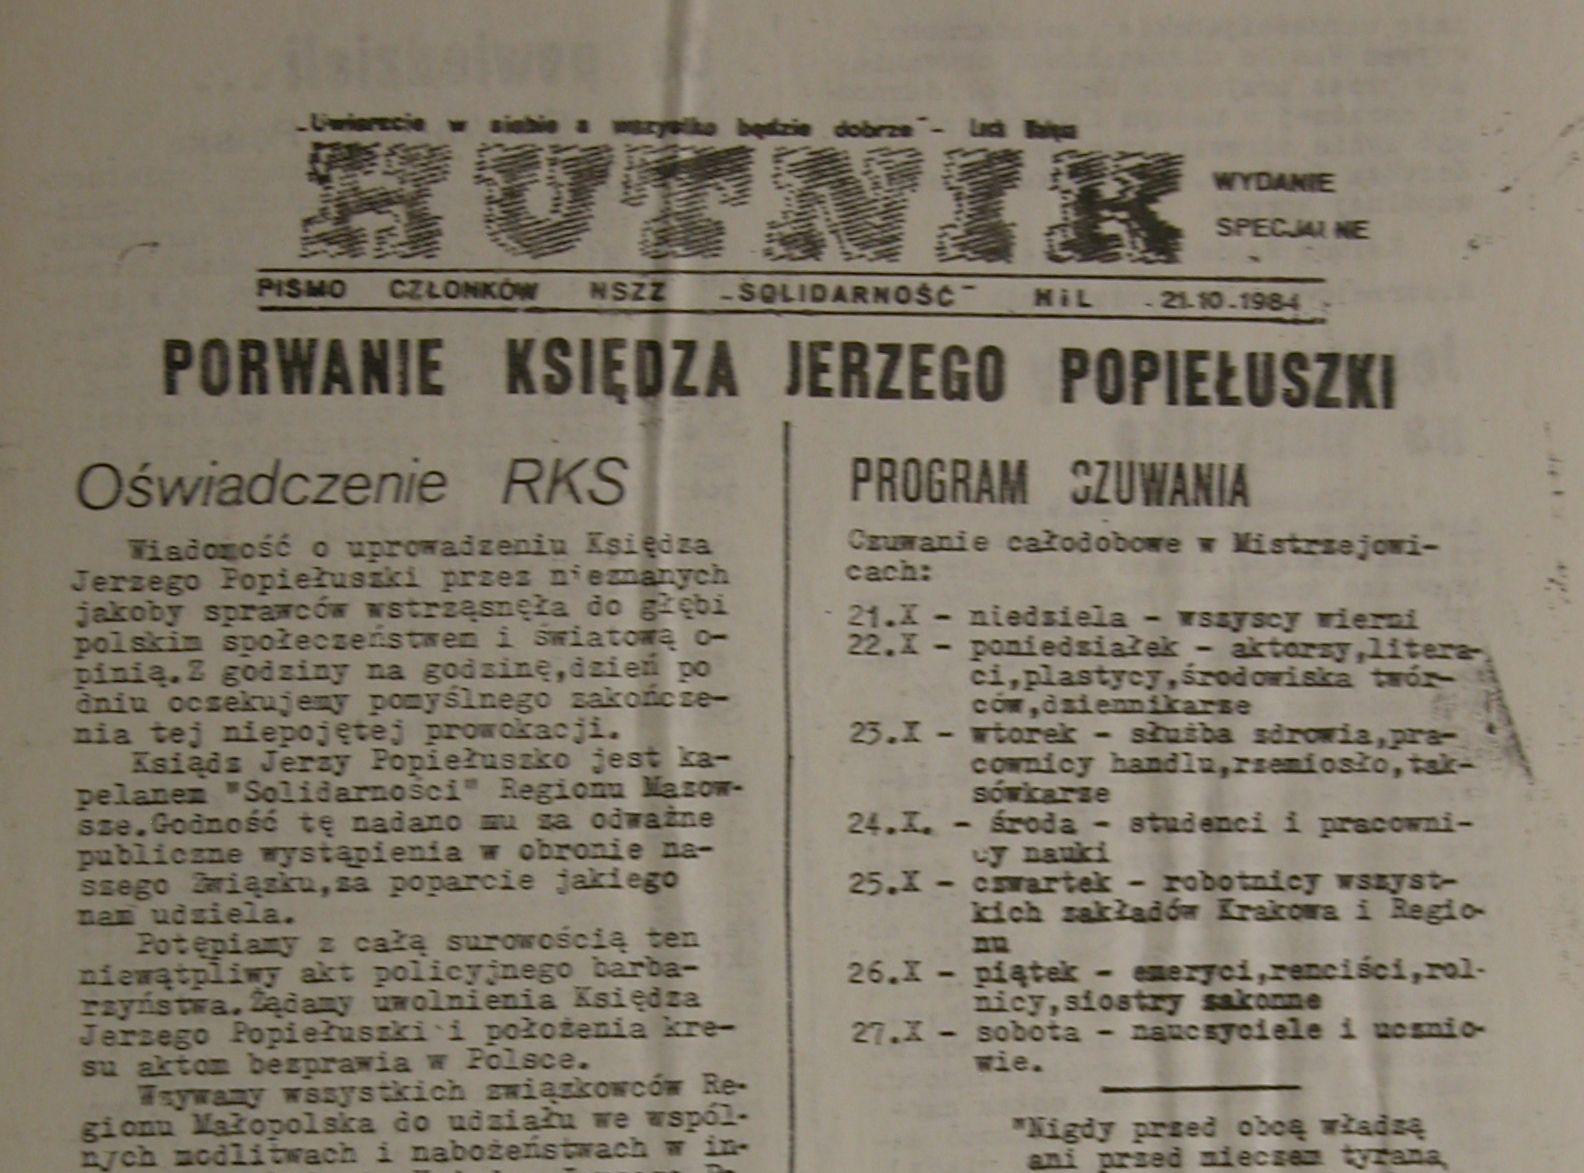 „Uwierzcie w siebie a wszystko będzie dobrze"- Lech Wałęsa
HUTNIK
WYDANIE
SPECJALNE
PISMO CZŁONKÓW NSZZ „SOLIDARNOŚĆ" HiL 21.10.1984
PORWANIE KSIĘDZA JERZEGO POPIEŁUSZKI
Oświadczenie RKS
Wiadomość o uprowadzeniu Księdza
Jerzego Popiełuszki przez nieznanych
jakoby sprawców wstrząsnęła do głębi
polskim społeczeństwem i światową o-
pinią.Z godziny na godzinę,dzień po
dniu oczekujemy pomyślnego zakończe-
nia tej niepojętej prowokacji.
Ksiądz Jerzy Popiełuszko jest ka-
pelanem "Solidarności" Regionu Mazow-
sze.Godność tę nadano mu za odważne
publiczne wystąpienia w obronie na-
szego Związku,za poparcie jakiego
nam udziela.
Potępiamy z całą surowością ten
niewątpliwy akt policyjnego barba-
rzyństwa.Żądamy uwolnienia Księdza
Jerzego Popiełuszki i położenia kre-
su aktom bezprawia w Polsce.
Wzywamy wszystkich związkowców Re-
gionu Małopolska do udziału we wspól-
nych modlitwach i nabożeństwach w in-
PROGRAM CZUWANIA
Czuwanie całodobowe w Mistrzejowi-
cach:
21.X - niedziela - wszyscy wierni
22.X - poniedziałek - aktorzy,litera-
ci,plastycy,środowiska twór-
ców,dziennikarze
23.X - wtorek - służba zdrowia,pra-
cownicy handlu,rzemiosło,tak-
sówkarze
24.X. - środa - studenci i pracowni-
cy nauki
25.X - czwartek - robotnicy wszyst-
kich zakładów Krakowa i Regio-
nu
26.X - piątek - emeryci,renciści,rol-
nicy,siostry zakonne
27.X - sobota - nauczyciele i ucznio-
wie.
"Nigdy przed obcą władzą
ani przed mieczem tyrana